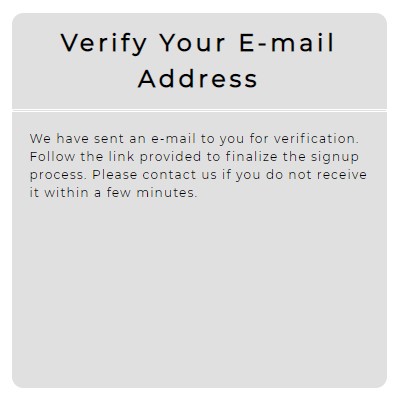 Verify Your E-mail
Address
We have sent an e-mail to you for verification.
Follow the link provided to finalize the signup
process. Please contact us if you do not receive
it within a few minutes.